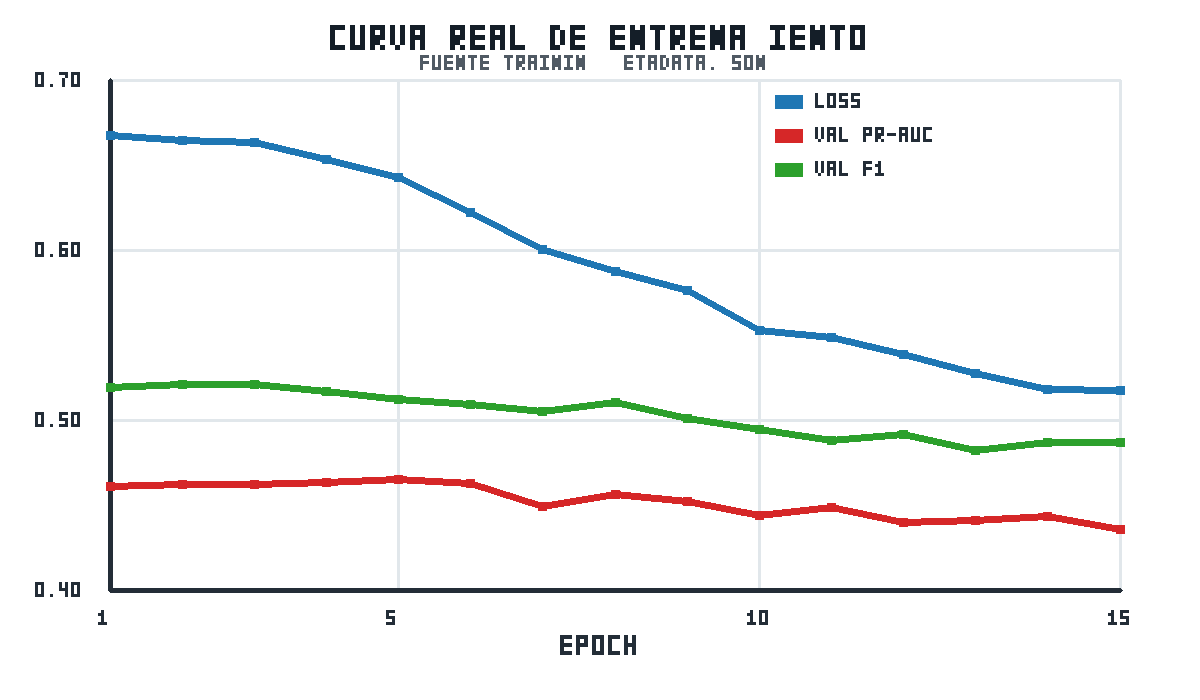 CURVA REAL DE ENTRENA IENTO
FUENTE TRAININ ETADATA. SON
0.70
LOSS
VAL PR-AUC
VAL F1
0.60
0.50
0.40
1 5 10 15
EPOCH